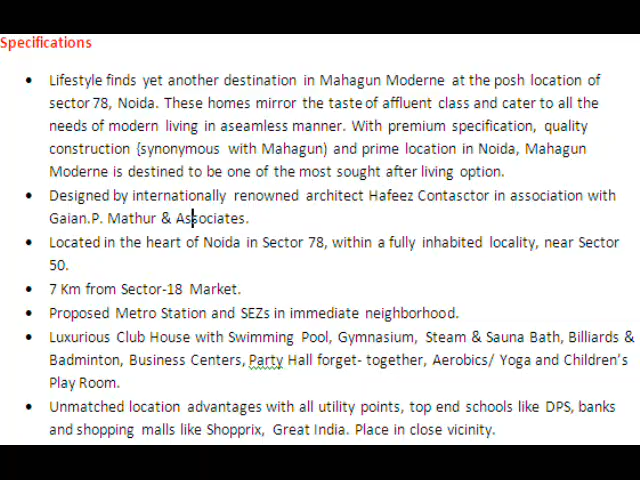 Specifications
• Lifestyle finds yet another destination in Mahagun Moderne at the posh location of
sector 78, Noida. These homes mirror the taste of affluent class and cater to all the
needs of modern living in aseamless manner. With premium specification, quality
construction {synonymous with Mahagun) and prime location in Noida, Mahagun
Moderne is destined to be one of the most sought after living option.
• Designed by internationally renowned architect Hafeez Contasctor in association with
Gaian.P. Mathur & Associates.
• Located in the heart of Noida in Sector 78, within a fully inhabited locality, near Sector
50.
• 7 Km from Sector-18 Market.
• Proposed Metro Station and SEZs in immediate neighborhood.
• Luxurious Club House with Swimming Pool, Gymnasium, Steam & Sauna Bath, Billiards &
Badminton, Business Centers, Party Hall forget- together, Aerobics/ Yoga and Children's
Play Room.
• Unmatched location advantages with all utility points, top end schools like DPS, banks
and shopping malls like Shopprix, Great India. Place in close vicinity.